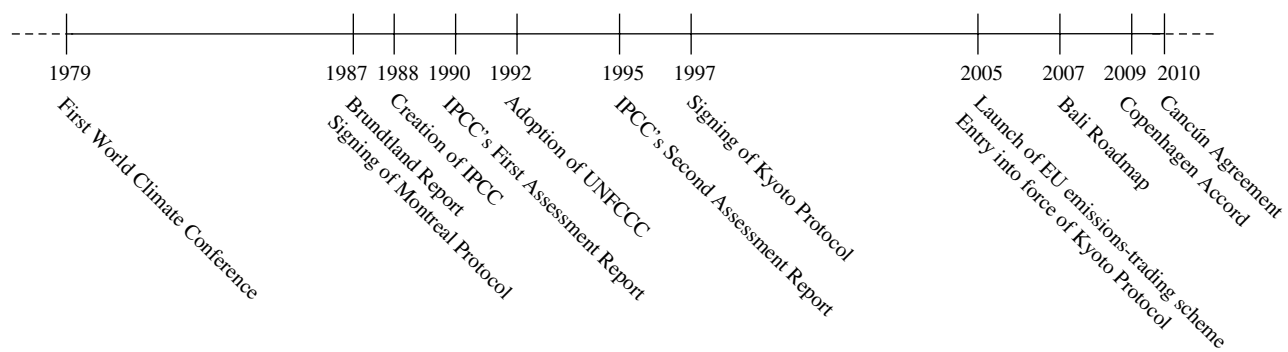 1979
1987
1988
1990
1992
1995
1997
2005
2007
2009
2010
First World Climate Conference
Brundtland Report
Signing of Montreal Protocol
Creation of IPCC
IPCC's First Assessment Report
Adoption of UNFCCC
IPCC's Second Assessment Report
Signing of Kyoto Protocol
Launch of EU emissions-trading scheme
Entry into force of Kyoto Protocol
Bali Roadmap
Copenhagen Accord
Cancún Agreement